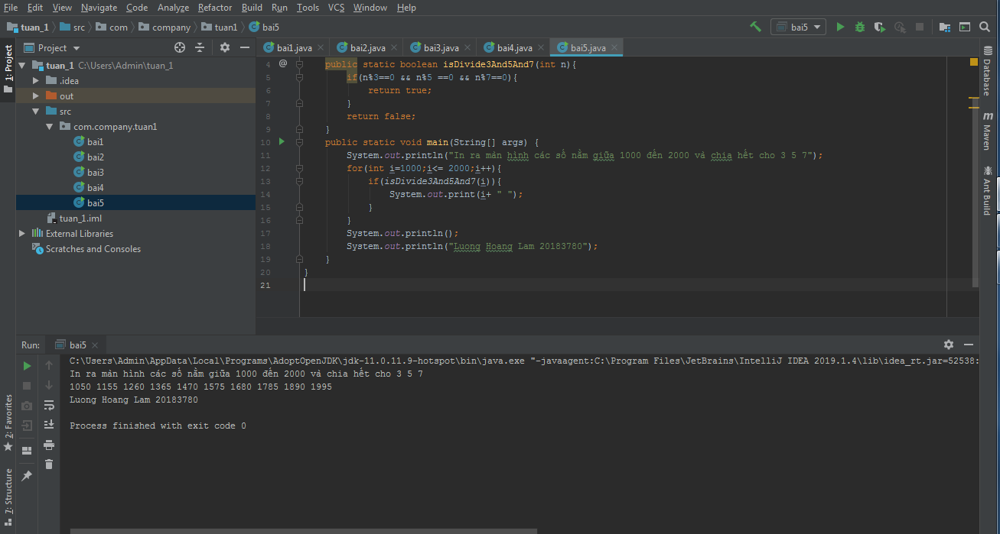 File Edit View Navigate Code Analyze Refactor Build Run Tools VCS Window Help
tuan_1 src com company tuan1 bai5
bai5
1: Project
Project
bai1.java bai2.java bai3.java bai4.java bai5.java
tuan_1 C:\Users\Admin\tuan_1
.idea
out
src
com.company.tuan1
bai1
bai2
bai3
bai4
bai5
tuan_1.iml
External Libraries
Scratches and Consoles
4 @ public static boolean isDivide3And5And7(int n){
5 if(n%3==0 && n%5 ==0 && n%7==0){
6 return true;
7 }
8 return false;
9 }
10 public static void main(String[] args) {
11 System.out.println("In ra màn hình các số nằm giữa 1000 đến 2000 và chia hết cho 3 5 7");
12 for(int i=1000;i<= 2000;i++){
13 if(isDivide3And5And7(i)){
14 System.out.print(i+ " ");
15 }
16 }
17 System.out.println();
18 System.out.println("Luong Hoang Lam 20183780");
19 }
20 }
21
Database
m Maven
Ant Build
Run: bai5
C:\Users\Admin\AppData\Local\Programs\AdoptOpenJDK\jdk-11.0.11.9-hotspot\bin\java.exe "-javaagent:C:\Program Files\JetBrains\IntelliJ IDEA 2019.1.4\lib\idea_rt.jar=52538:
In ra màn hình các số nằm giữa 1000 đến 2000 và chia hết cho 3 5 7
1050 1155 1260 1365 1470 1575 1680 1785 1890 1995
Luong Hoang Lam 20183780
Process finished with exit code 0
2: Favorites
7: Structure